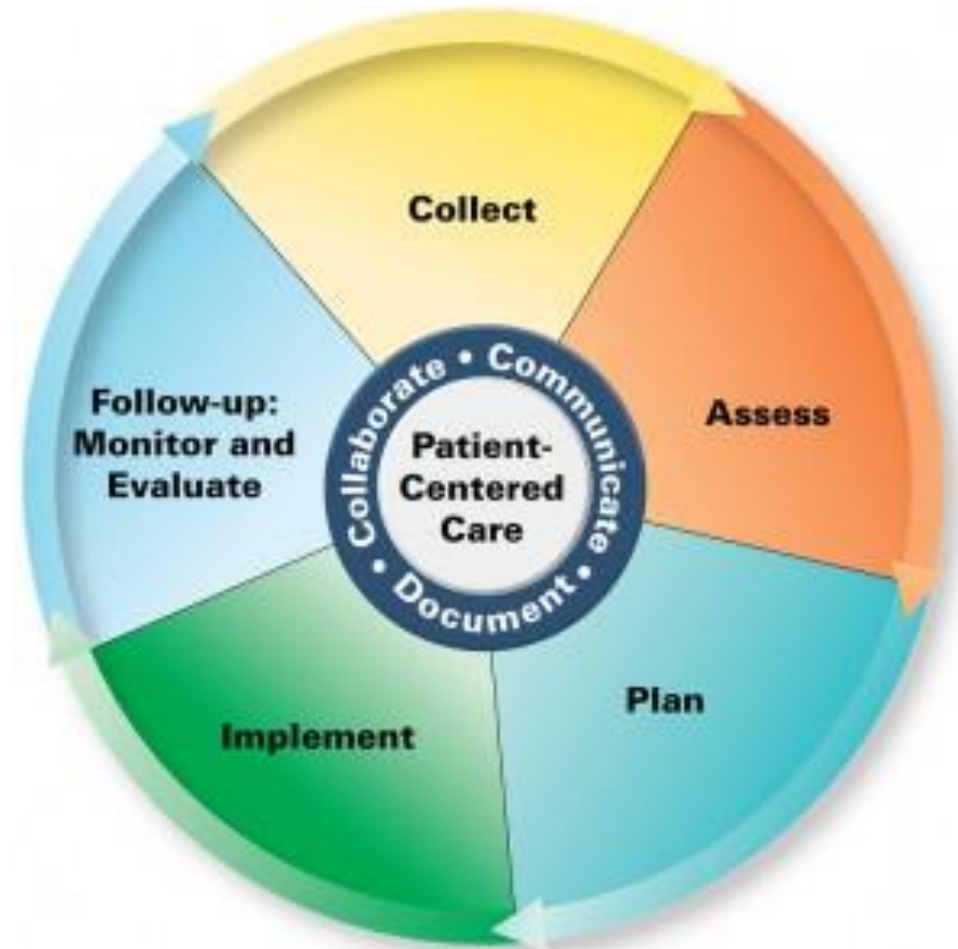 Collect
Assess
Plan
Implement
Follow-up:
Monitor and
Evaluate
Collaborate • Communicate • Document •
Patient-
Centered
Care